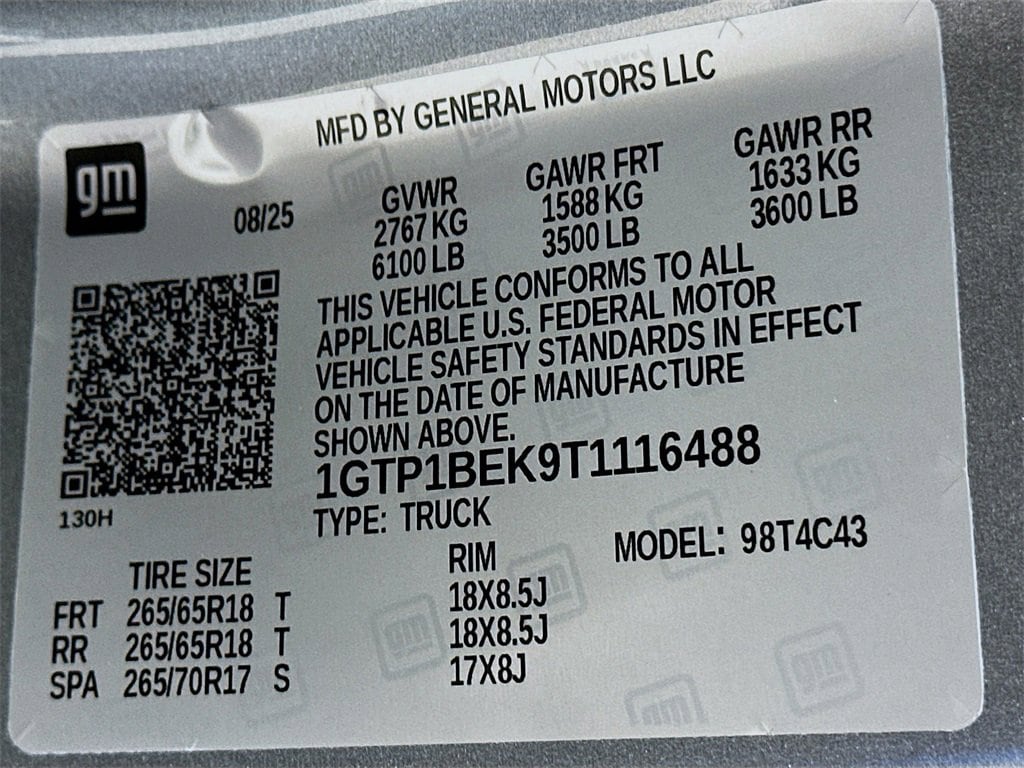 MFD BY GENERAL MOTORS LLC
gm
08/25
GVWR GAWR FRT GAWR RR
2767 KG 1588 KG 1633 KG
6100 LB 3500 LB 3600 LB
THIS VEHICLE CONFORMS TO ALL
APPLICABLE U.S. FEDERAL MOTOR
VEHICLE SAFETY STANDARDS IN EFFECT
ON THE DATE OF MANUFACTURE
SHOWN ABOVE.
1GTP1BEK9T1116488
130H
TYPE: TRUCK
MODEL: 98T4C43
TIRE SIZE RIM
FRT 265/65R18 T 18X8.5J
RR 265/65R18 T 18X8.5J
SPA 265/70R17 S 17X8J